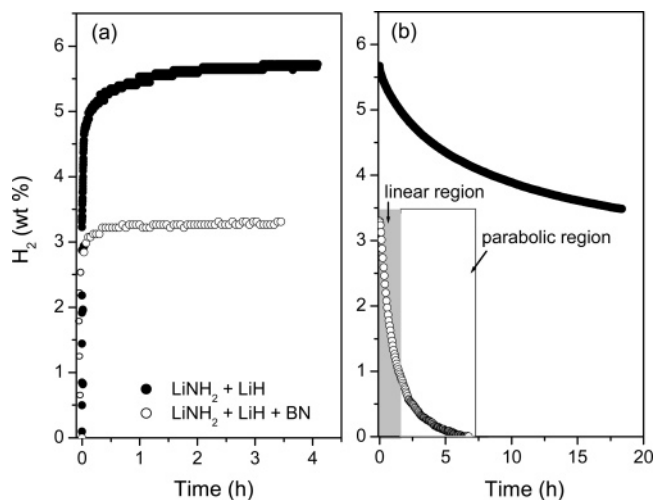 (a)
(b)
6
5
4
3
2
1
0
H₂ (wt %)
linear region
parabolic region
LiNH₂ + LiH
LiNH₂ + LiH + BN
0 1 2 3 4
0 5 10 15 20
Time (h)
Time (h)